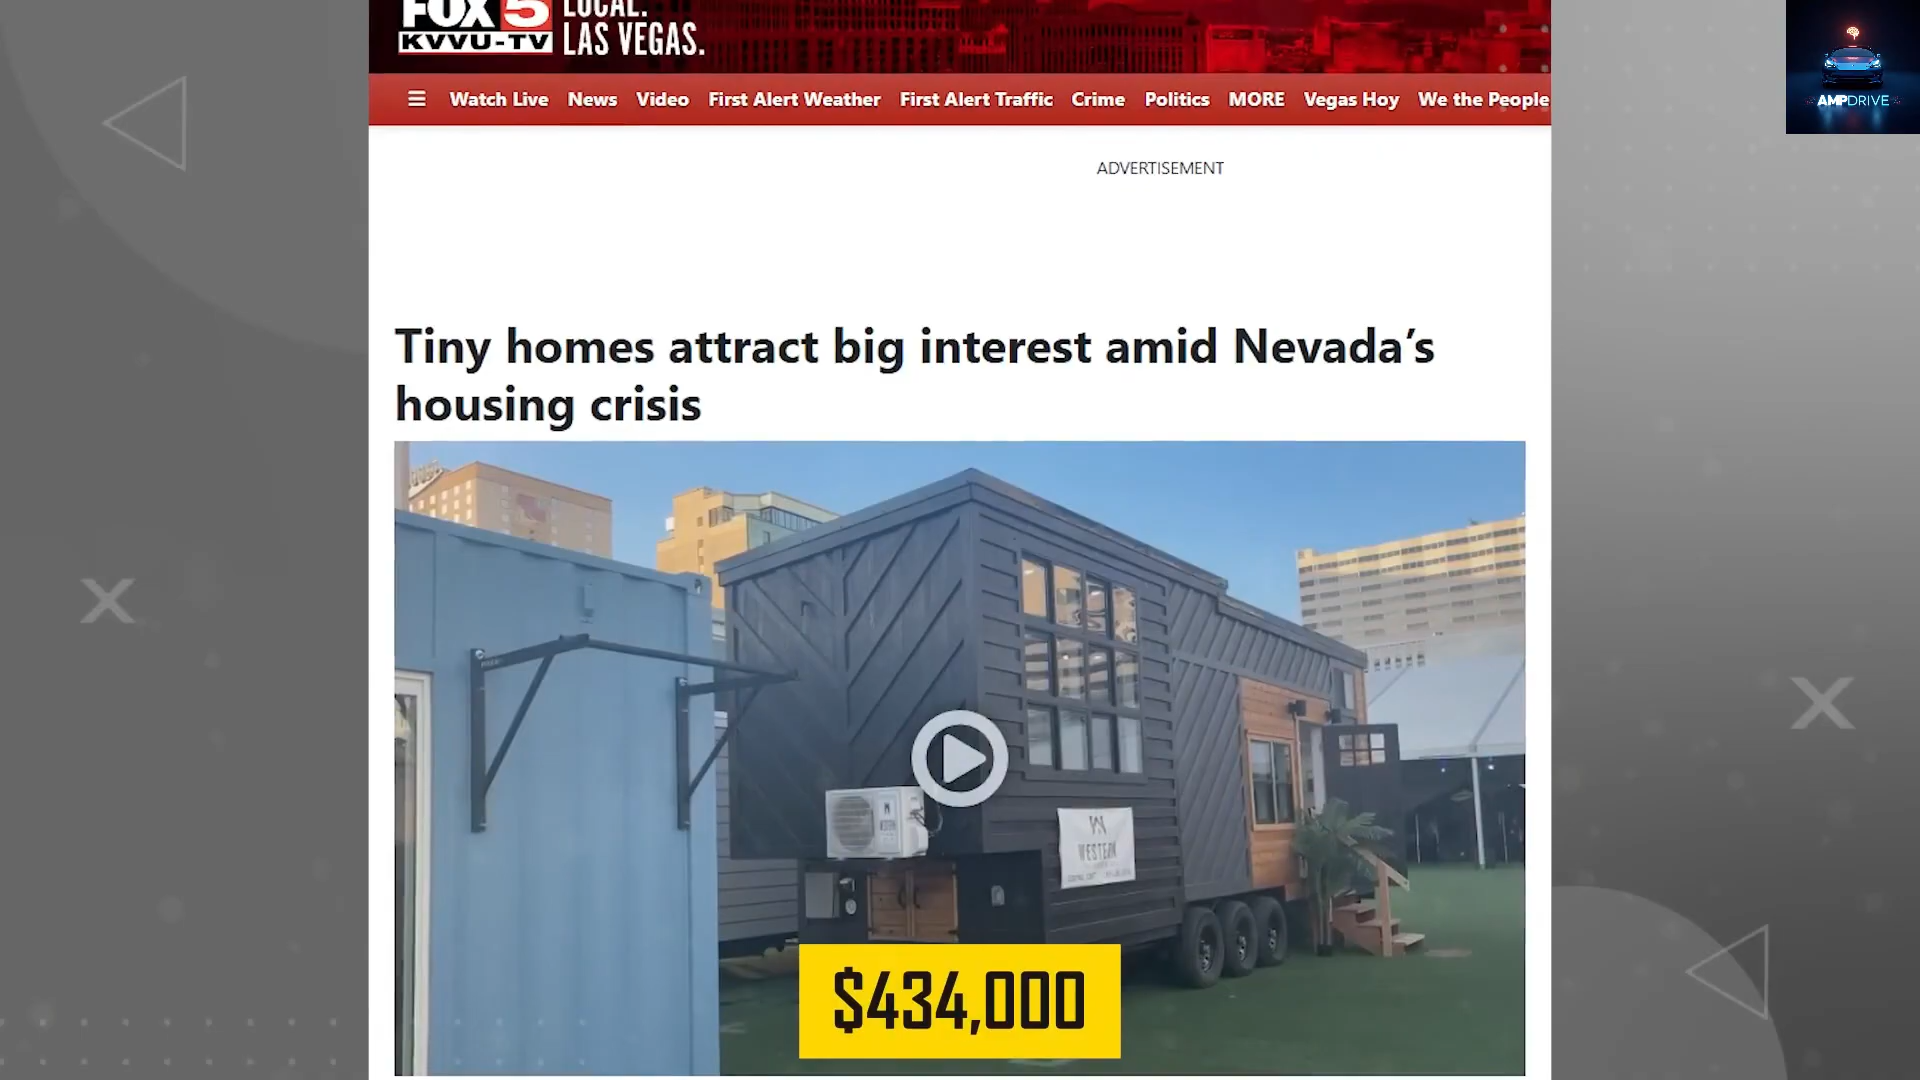 FOX 5
KVVU-TV
LOCAL.
LAS VEGAS.
AMPDRIVE
Watch Live News Video First Alert Weather First Alert Traffic Crime Politics MORE Vegas Hoy We the People
ADVERTISEMENT
Tiny homes attract big interest amid Nevada’s
housing crisis
WESTERN
$434,000